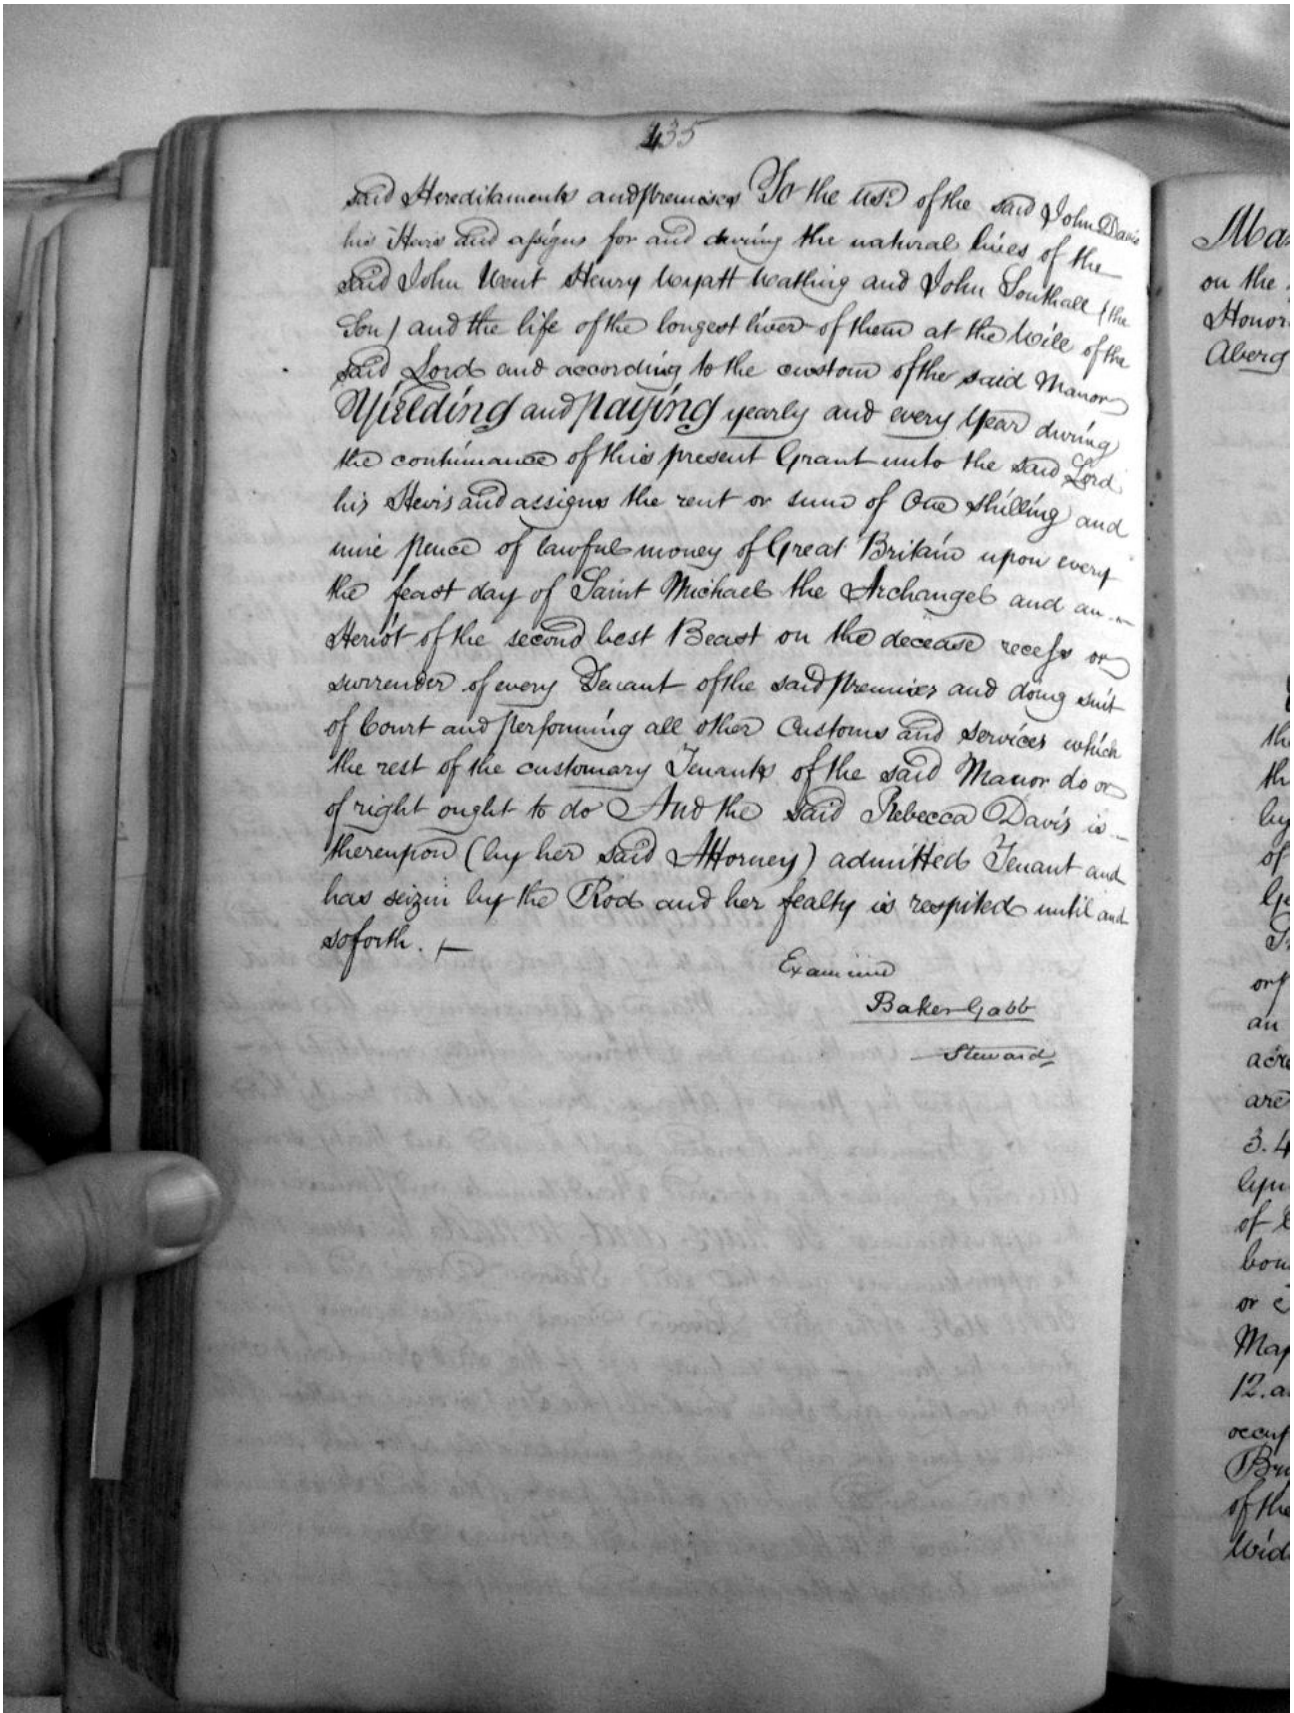 435
said Hereditaments and premises To the use of the said John Davis
his Heirs and assigns for and during the natural lives of the
said John Went Henry Wyatt Watling and John Southall (the
Son) and the life of the longest liver of them at the Will of the
said Lord and according to the custom of the said Manor
Yielding and paying yearly and every Year during
the continuance of this present Grant unto the said Lord
his Heirs and assigns the rent or sum of One shilling and
nine pence of lawful money of Great Britain upon every
the feast day of Saint Michael the Archangel and an
Heriot of the second best Beast on the decease recess or
surrender of every Tenant of the said premises and doing suit
of Court and performing all other Customs and services which
the rest of the customary Tenants of the said Manor do or
of right ought to do And the said Rebecca Davis is
thereupon (by her said Attorney) admitted Tenant and
has seizin by the Rod and her fealty is respited until and
soforth.
Examined
Baker Gabb
Steward
on the
Honor
Aberg
the
th
by
of
an
acre
are
3.4
of
bou
or
Map
12. a
occup
of the
Wid